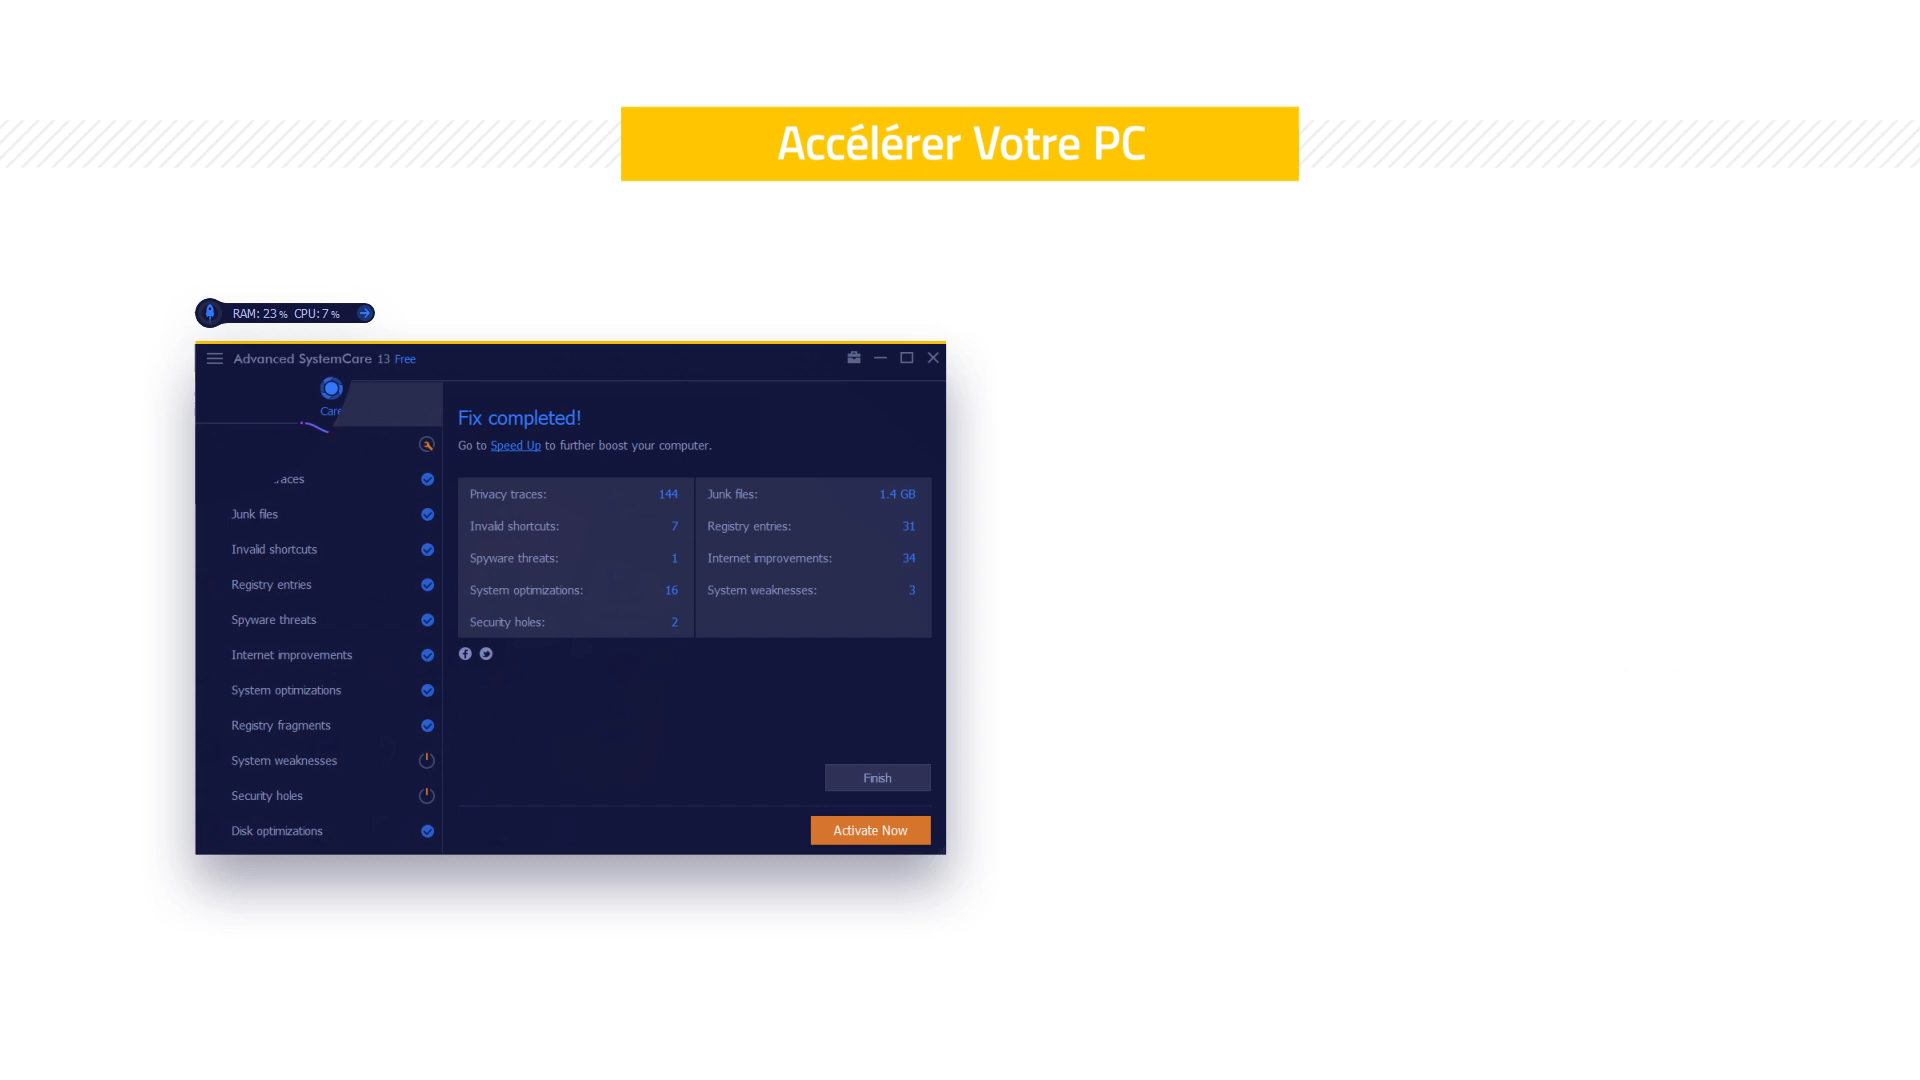 Accélérer Votre PC
RAM: 23 % CPU: 7 %
Advanced SystemCare 13 Free
Care
Fix completed!
Go to Speed Up to further boost your computer.
Privacy traces: 144
Junk files: 1.4 GB
Invalid shortcuts: 7
Registry entries: 31
Spyware threats: 1
Internet improvements: 34
System optimizations: 16
System weaknesses: 3
Security holes: 2
Junk files
Invalid shortcuts
Registry entries
Spyware threats
Internet improvements
System optimizations
Registry fragments
System weaknesses
Security holes
Disk optimizations
Finish
Activate Now